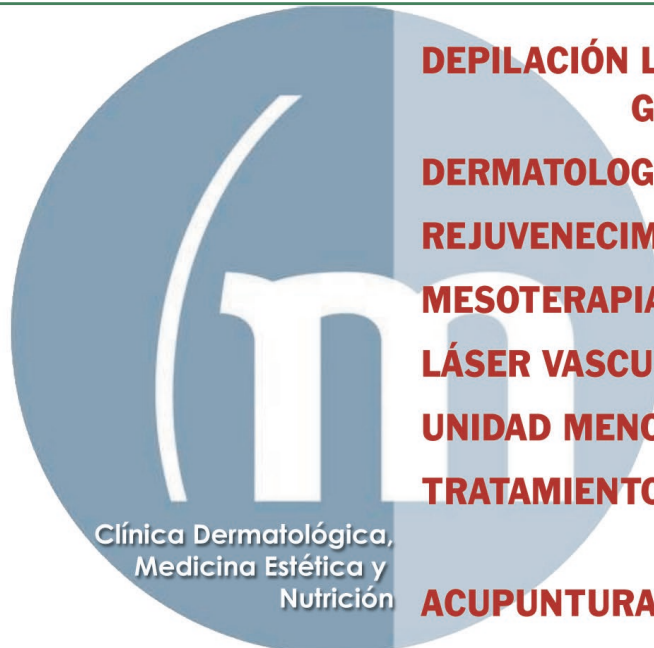 DEPILACIÓN L
G
DERMATOLOG
REJUVENECIM
MESOTERAPIA
LÁSER VASCU
UNIDAD MENO
TRATAMIENTO
ACUPUNTURA
(m
Clínica Dermatológica,
Medicina Estética y
Nutrición